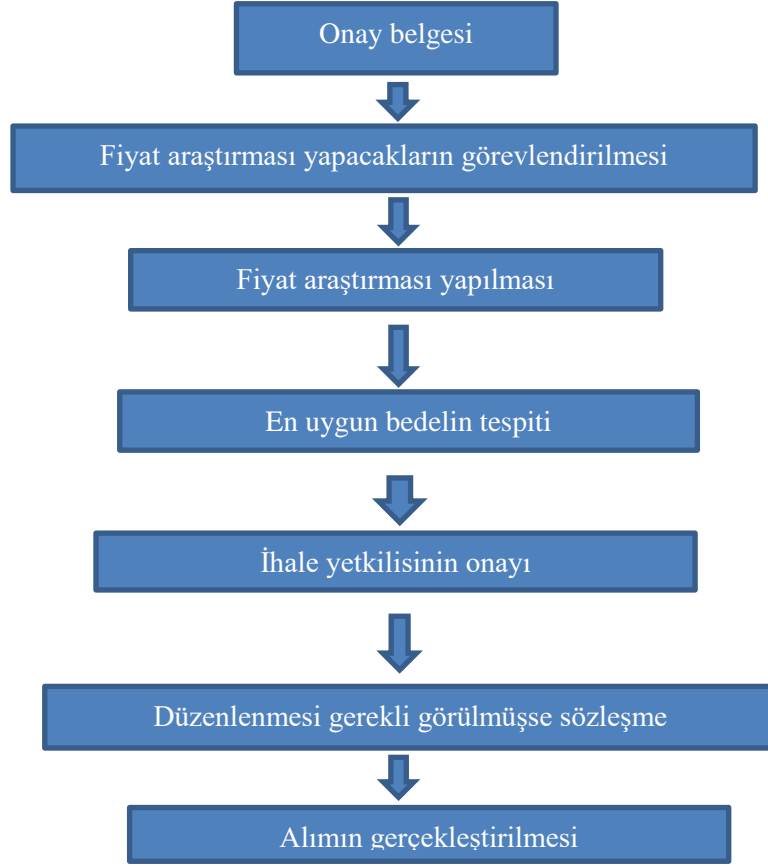 Onay belgesi
Fiyat araştırması yapacakların görevlendirilmesi
Fiyat araştırması yapılması
En uygun bedelin tespiti
İhale yetkilisinin onayı
Düzenlenmesi gerekli görülmüşse sözleşme
Alımın gerçekleştirilmesi